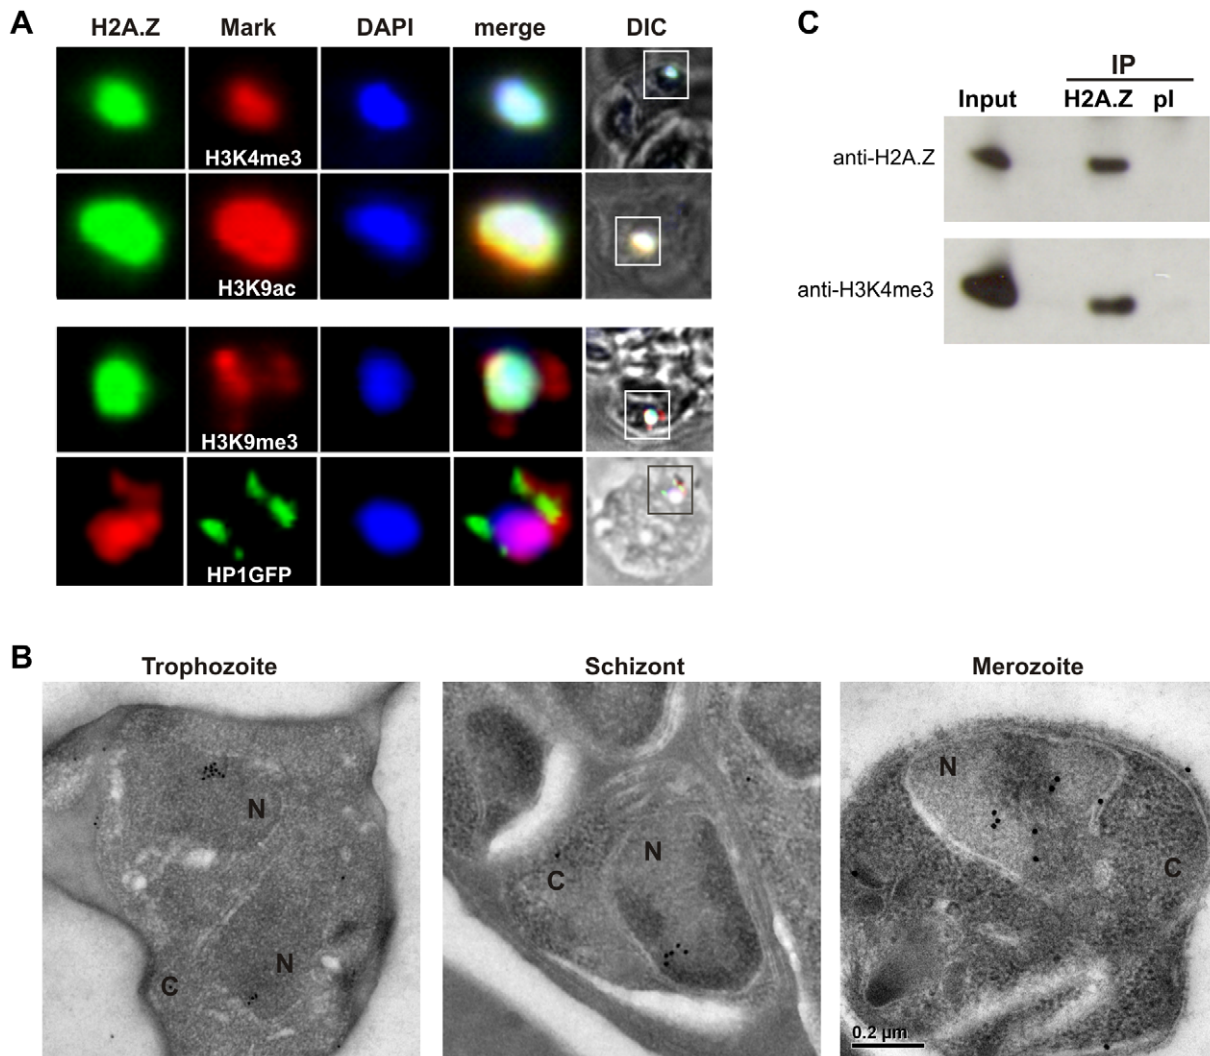 A
H2A.Z Mark DAPI merge DIC
H3K4me3
H3K9ac
H3K9me3
HP1GFP
C
IP
Input H2A.Z pI
anti-H2A.Z
anti-H3K4me3
B
Trophozoite Schizont Merozoite
N
N
C
N
C
N
C
0.2 µm